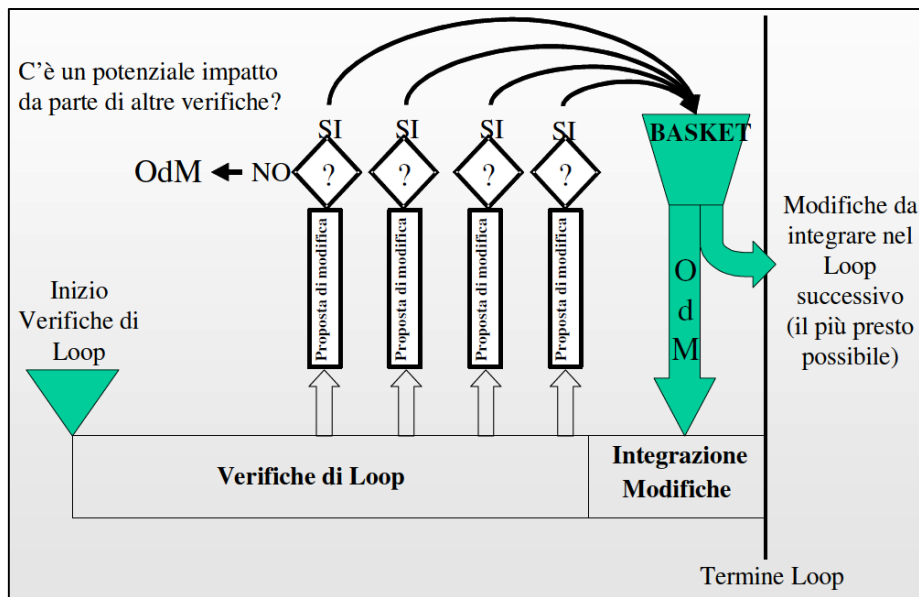 C'è un potenziale impatto
da parte di altre verifiche?
SI
SI
SI
SI
BASKET
OdM
NO
?
?
?
?
Proposta di modifica
Proposta di modifica
Proposta di modifica
Proposta di modifica
O
d
M
Modifiche da
integrare nel
Loop
successivo
(il più presto
possibile)
Inizio
Verifiche di
Loop
Verifiche di Loop
Integrazione
Modifiche
Termine Loop